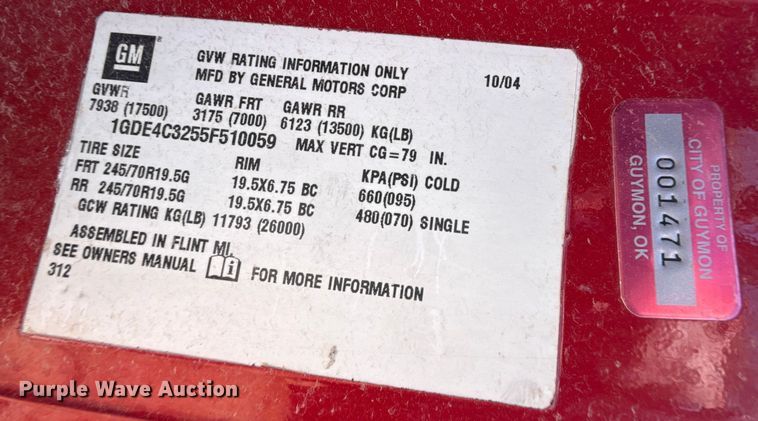 GM
®
GVW RATING INFORMATION ONLY
MFD BY GENERAL MOTORS CORP
10/04
GVWR GAWR FRT GAWR RR
7938 (17500) 3175 (7000) 6123 (13500) KG(LB)
1GDE4C3255F510059 MAX VERT CG=79 IN.
TIRE SIZE RIM KPA(PSI) COLD
FRT 245/70R19.5G 19.5X6.75 BC 660(095)
RR 245/70R19.5G 19.5X6.75 BC 480(070) SINGLE
GCW RATING KG(LB) 11793 (26000)
ASSEMBLED IN FLINT MI.
SEE OWNERS MANUAL i FOR MORE INFORMATION
312
PROPERTY OF
CITY OF GUYMON
001471
GUYMON, OK
Purple Wave Auction